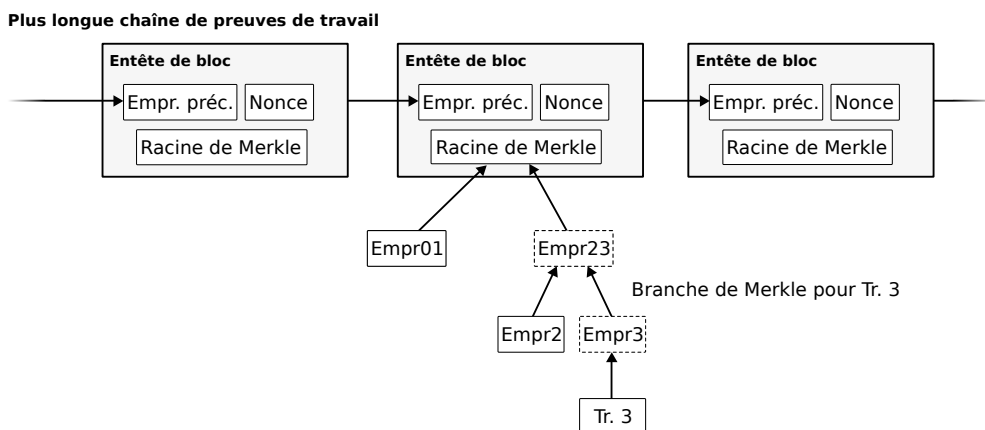 Plus longue chaîne de preuves de travail
Entête de bloc
Empr. préc.
Nonce
Racine de Merkle
Entête de bloc
Empr. préc.
Nonce
Racine de Merkle
Entête de bloc
Empr. préc.
Nonce
Racine de Merkle
Empr01
Empr23
Branche de Merkle pour Tr. 3
Empr2
Empr3
Tr. 3